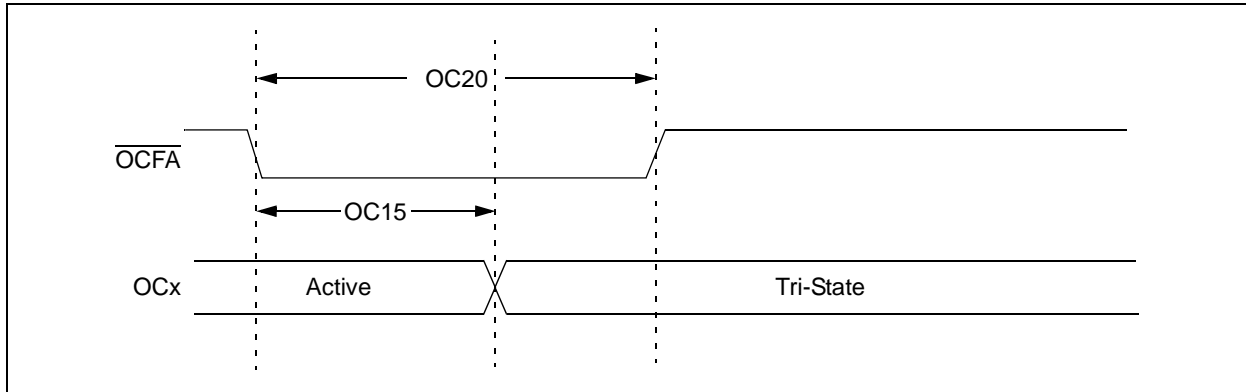 OC20
OCFA
OC15
OCx
Active
Tri-State